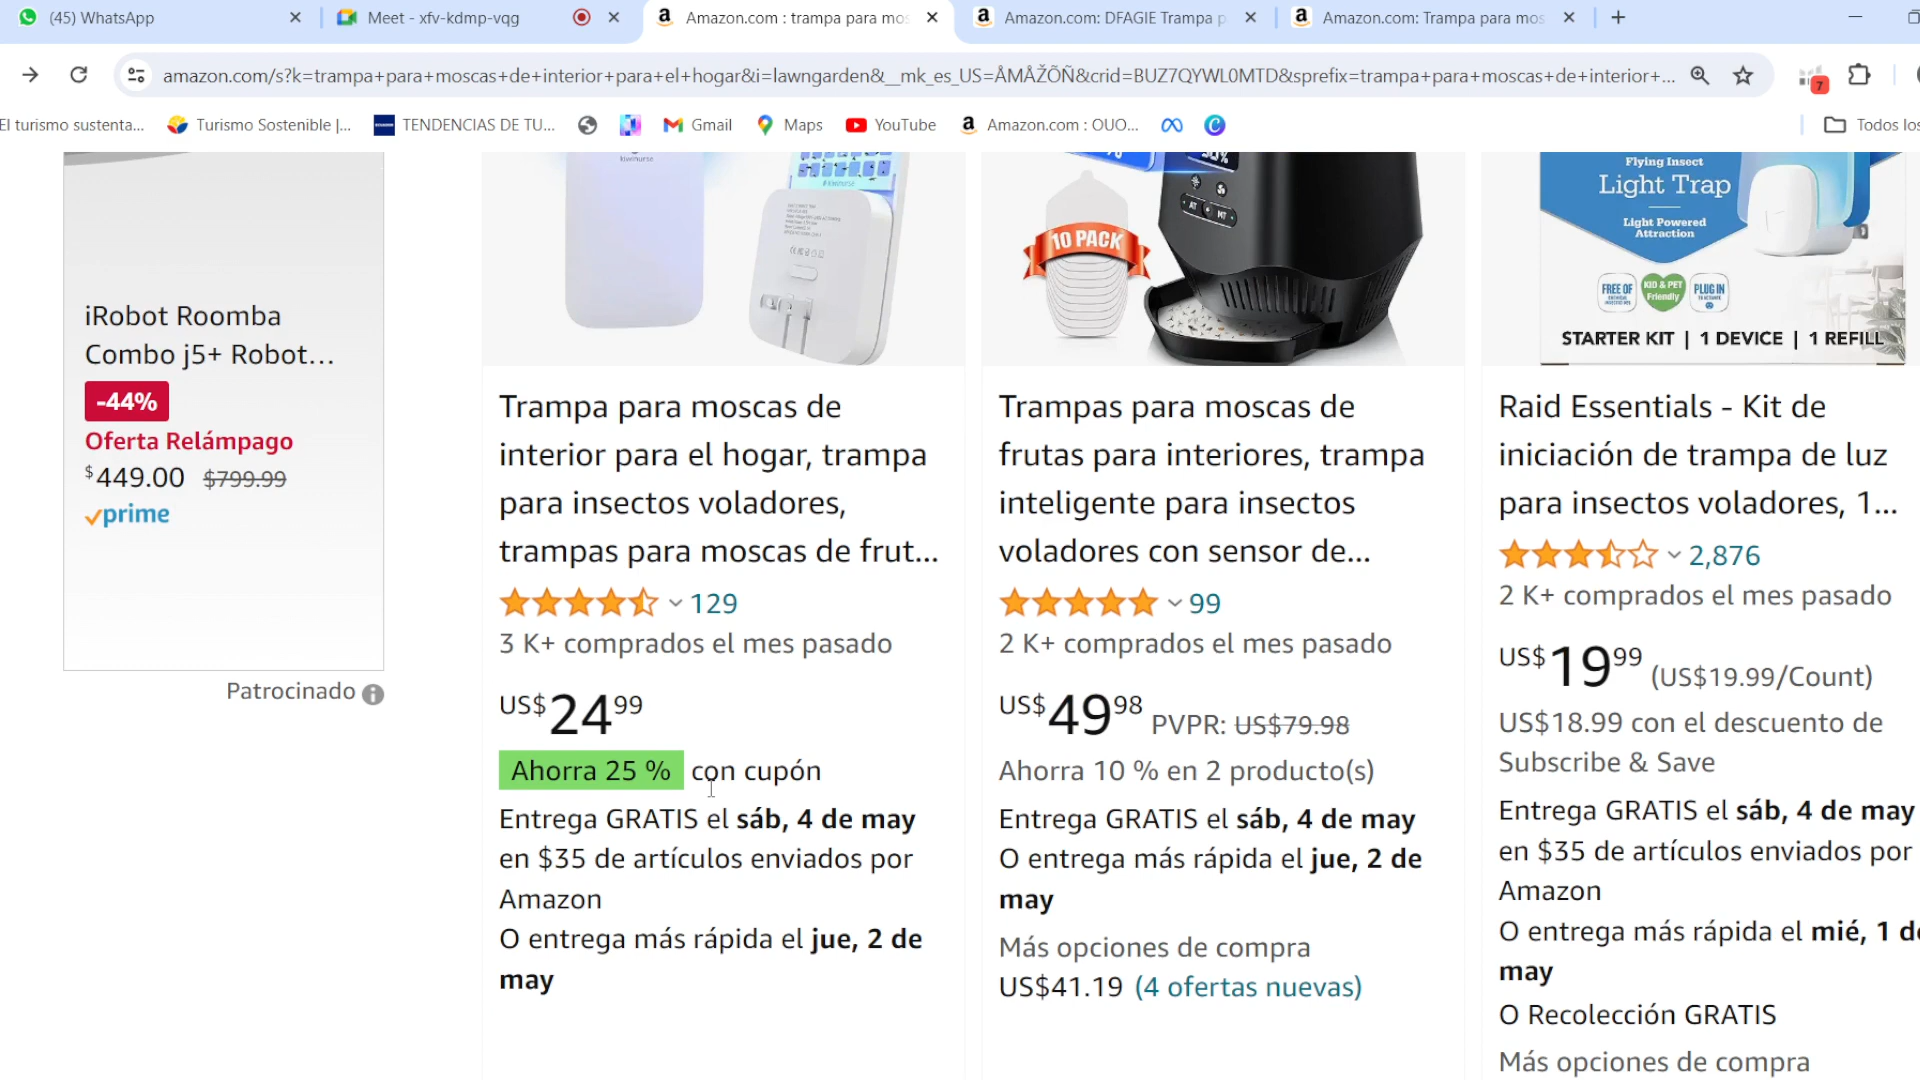 (45) WhatsApp
Meet - xfv-kdmp-vqg
Amazon.com : trampa para mos
Amazon.com: DFAGIE Trampa p
Amazon.com: Trampa para mos
amazon.com/s?k=trampa+para+moscas+de+interior+para+el+hogar&i=lawngarden&__mk_es_US=ÅMÅŽÕÑ&crid=BUZ7QYWL0MTD&sprefix=trampa+para+moscas+de+interior+...
7
El turismo sustenta...
Turismo Sostenible |...
TENDENCIAS DE TU...
Gmail
Maps
YouTube
Amazon.com : OUO...
Todos los
iRobot Roomba
Combo j5+ Robot...
-44%
Oferta Relámpago
$449.00 $799.99
prime
Patrocinado
kiwinurse
Trampa para moscas de
interior para el hogar, trampa
para insectos voladores,
trampas para moscas de frut...
129
3 K+ comprados el mes pasado
US$2499
Ahorra 25 % con cupón
Entrega GRATIS el sáb, 4 de may
en $35 de artículos enviados por
Amazon
O entrega más rápida el jue, 2 de
may
10 PACK
AT
MT
Trampas para moscas de
frutas para interiores, trampa
inteligente para insectos
voladores con sensor de...
99
2 K+ comprados el mes pasado
US$4998 PVPR: US$79.98
Ahorra 10 % en 2 producto(s)
Entrega GRATIS el sáb, 4 de may
O entrega más rápida el jue, 2 de
may
Más opciones de compra
US$41.19 (4 ofertas nuevas)
Flying Insect
Light Trap
Light Powered
Attraction
FREE OF
KID & PET
Friendly
PLUG IN
STARTER KIT | 1 DEVICE | 1 REFILL
Raid Essentials - Kit de
iniciación de trampa de luz
para insectos voladores, 1...
2,876
2 K+ comprados el mes pasado
US$1999 (US$19.99/Count)
US$18.99 con el descuento de
Subscribe & Save
Entrega GRATIS el sáb, 4 de may
en $35 de artículos enviados por
Amazon
O entrega más rápida el mié, 1 de
may
O Recolección GRATIS
Más opciones de compra